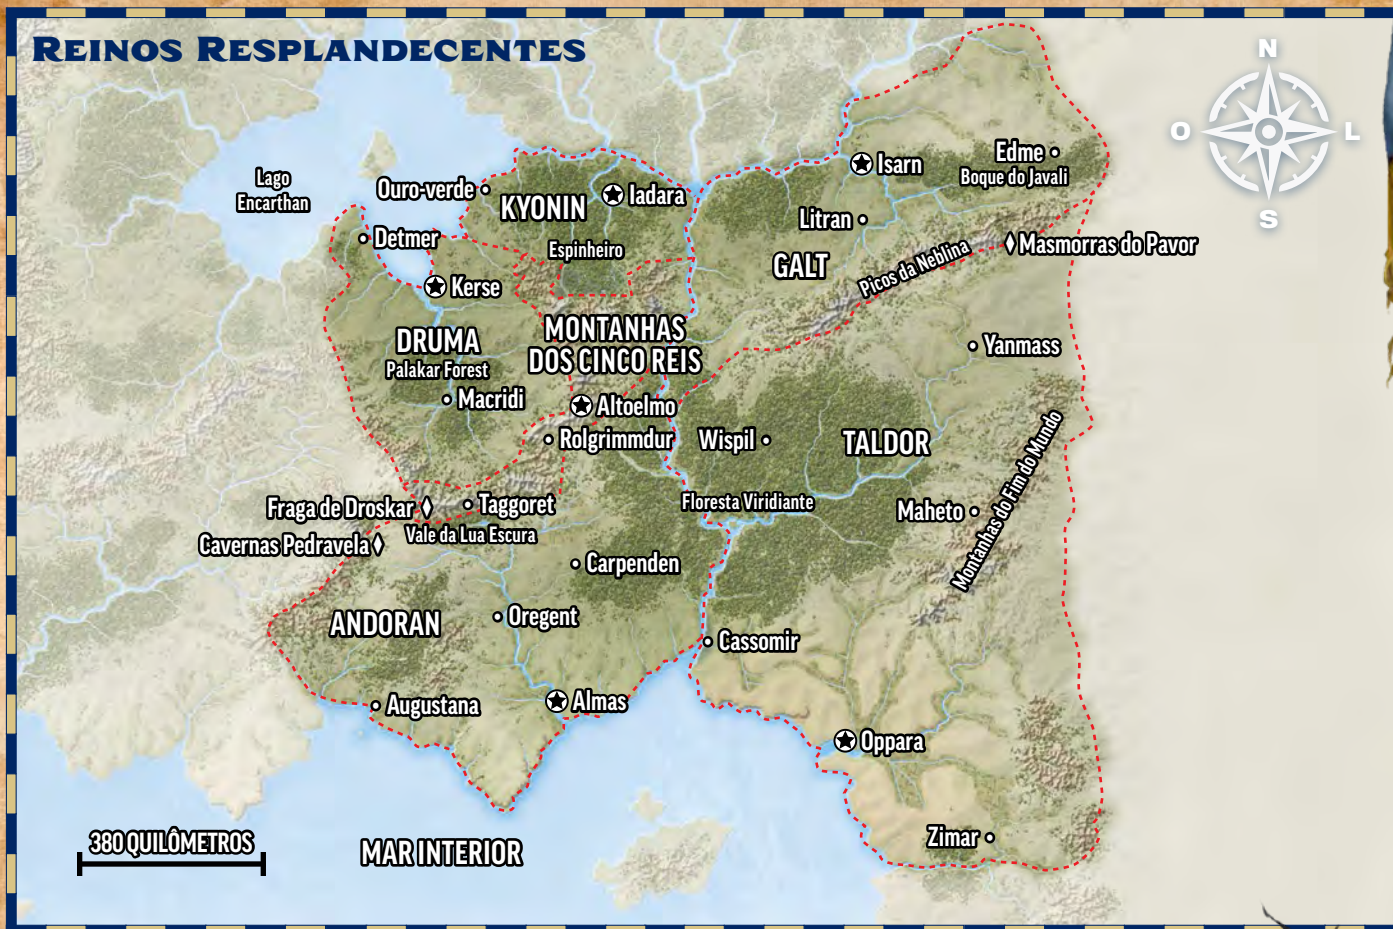 REINOS RESPLANDECENTES
N
O
L
S
Lago
Encarthan
Ouro-verde
KYONIN
Iadara
Isarn
Edme
Boque do Javali
Litran
Detmer
Espinheiro
GALT
Picos da Neblina
Masmorras do Pavor
Kerse
DRUMA
Palakar Forest
MONTANHAS
DOS CINCO REIS
Yanmass
Macridi
Altoelmo
Rolgrimmdur
Wispil
TALDOR
Montanhas do Fim do Mundo
Fraga de Droskar
Taggoret
Floresta Viridiante
Maheto
Cavernas Pedravela
Vale da Lua Escura
Carpenden
ANDORAN
Oregent
Cassomir
Augustana
Almas
Oppara
380 QUILÔMETROS
MAR INTERIOR
Zimar